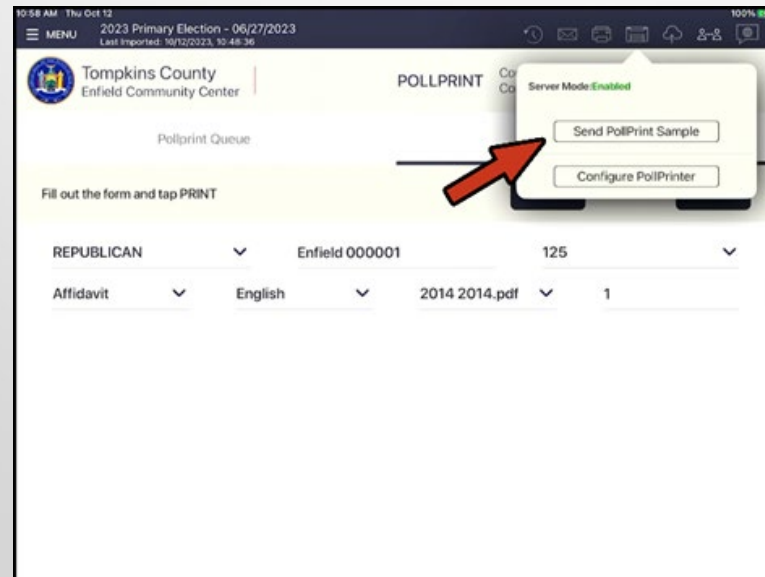 10:58 AM Thu Oct 12
100%
MENU
2023 Primary Election - 06/27/2023
Last Imported: 10/12/2023, 10:48:36
Tompkins County
Enfield Community Center
POLLPRINT
Co
Co
Server Mode:Enabled
Send PollPrint Sample
Configure PollPrinter
Pollprint Queue
Fill out the form and tap PRINT
REPUBLICAN
Enfield 000001
125
Affidavit
English
2014 2014.pdf
1